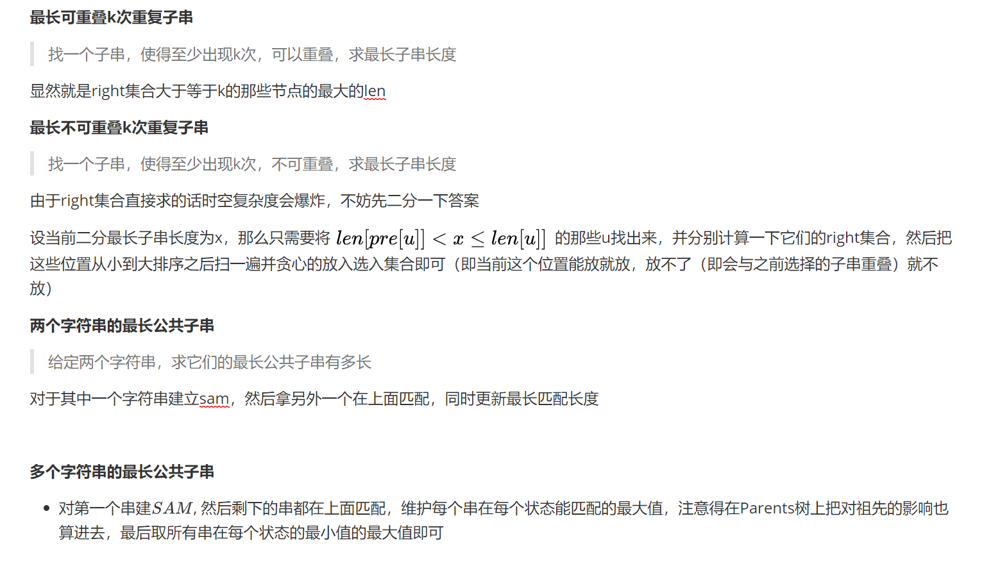 最长可重叠k次重复子串
找一个子串，使得至少出现k次，可以重叠，求最长子串长度
显然就是right集合大于等于k的那些节点的最大的len
最长不可重叠k次重复子串
找一个子串，使得至少出现k次，不可重叠，求最长子串长度
由于right集合直接求的话时空复杂度会爆炸，不妨先二分一下答案
设当前二分最长子串长度为x，那么只需要将 len[pre[u]] < x ≤ len[u]] 的那些u找出来，并分别计算一下它们的right集合，然后把
这些位置从小到大排序之后扫一遍并贪心的放入选入集合即可（即当前这个位置能放就放，放不了（即会与之前选择的子串重叠）就不
放）
两个字符串的最长公共子串
给定两个字符串，求它们的最长公共子串有多长
对于其中一个字符串建立sam，然后拿另外一个在上面匹配，同时更新最长匹配长度
多个字符串的最长公共子串
• 对第一个串建SAM, 然后剩下的串都在上面匹配，维护每个串在每个状态能匹配的最大值，注意得在Parents树上把对祖先的影响也
算进去，最后取所有串在每个状态的最小值的最大值即可